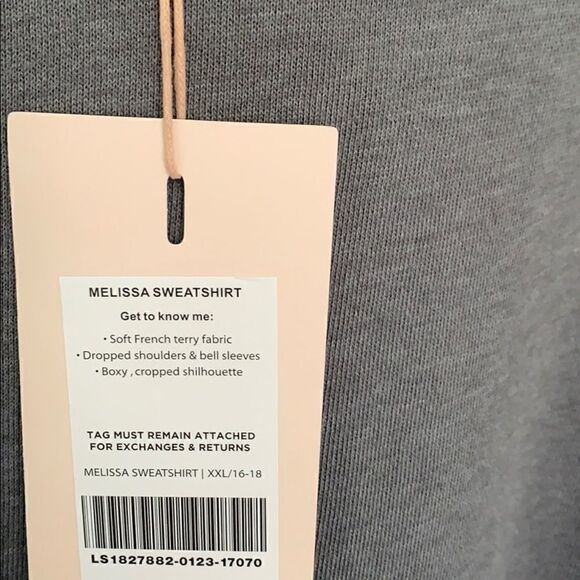 MELISSA SWEATSHIRT
Get to know me:
• Soft French terry fabric
• Dropped shoulders & bell sleeves
• Boxy , cropped shilhouette
TAG MUST REMAIN ATTACHED
FOR EXCHANGES & RETURNS
MELISSA SWEATSHIRT | XXL/16-18
LS1827882-0123-17070